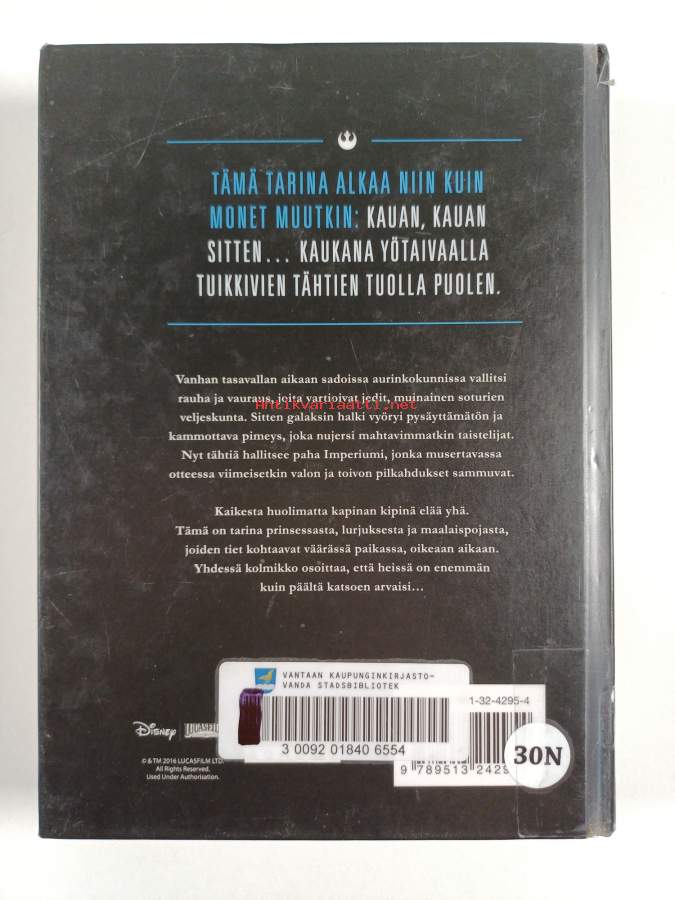 TÄMÄ TARINA ALKAA NIIN KUIN
MONET MUUTKIN: KAUAN, KAUAN
SITTEN... KAUKANA YÖTAIVAALLA
TUIKKIVIEN TÄHTIEN TUOLLA PUOLEN.
Vanhan tasavallan aikaan sadoissa aurinkokunnissa vallitsi
rauha ja vauraus, joita vartioivat jedit, muinainen soturien
Antikvariaatti.net
veljeskunta. Sitten galaksin halki vyöryi pysäyttämätön ja
kammottava pimeys, joka nujersi mahtavimmatkin taistelijat.
Nyt tähtiä hallitsee paha Imperiumi, jonka musertavassa
otteessa viimeisetkin valon ja toivon pilkahdukset sammuvat.
Kaikesta huolimatta kapinan kipinä elää yhä.
Tämä on tarina prinsessasta, lurjuksesta ja maalaispojasta,
joiden tiet kohtaavat väärässä paikassa, oikeaan aikaan.
Yhdessä kolmikko osoittaa, että heissä on enemmän
kuin päältä katsoen arvaisi...
VANTAAN KAUPUNGINKIRJASTO-
VANDA STADSBIBLIOTEK
3 0092 01840 6554
1-32-4295-4
Disney
© & TM 2016 LUCASFILM LTD.
All Rights Reserved.
Used Under Authorisation.
9 789513 242
30N